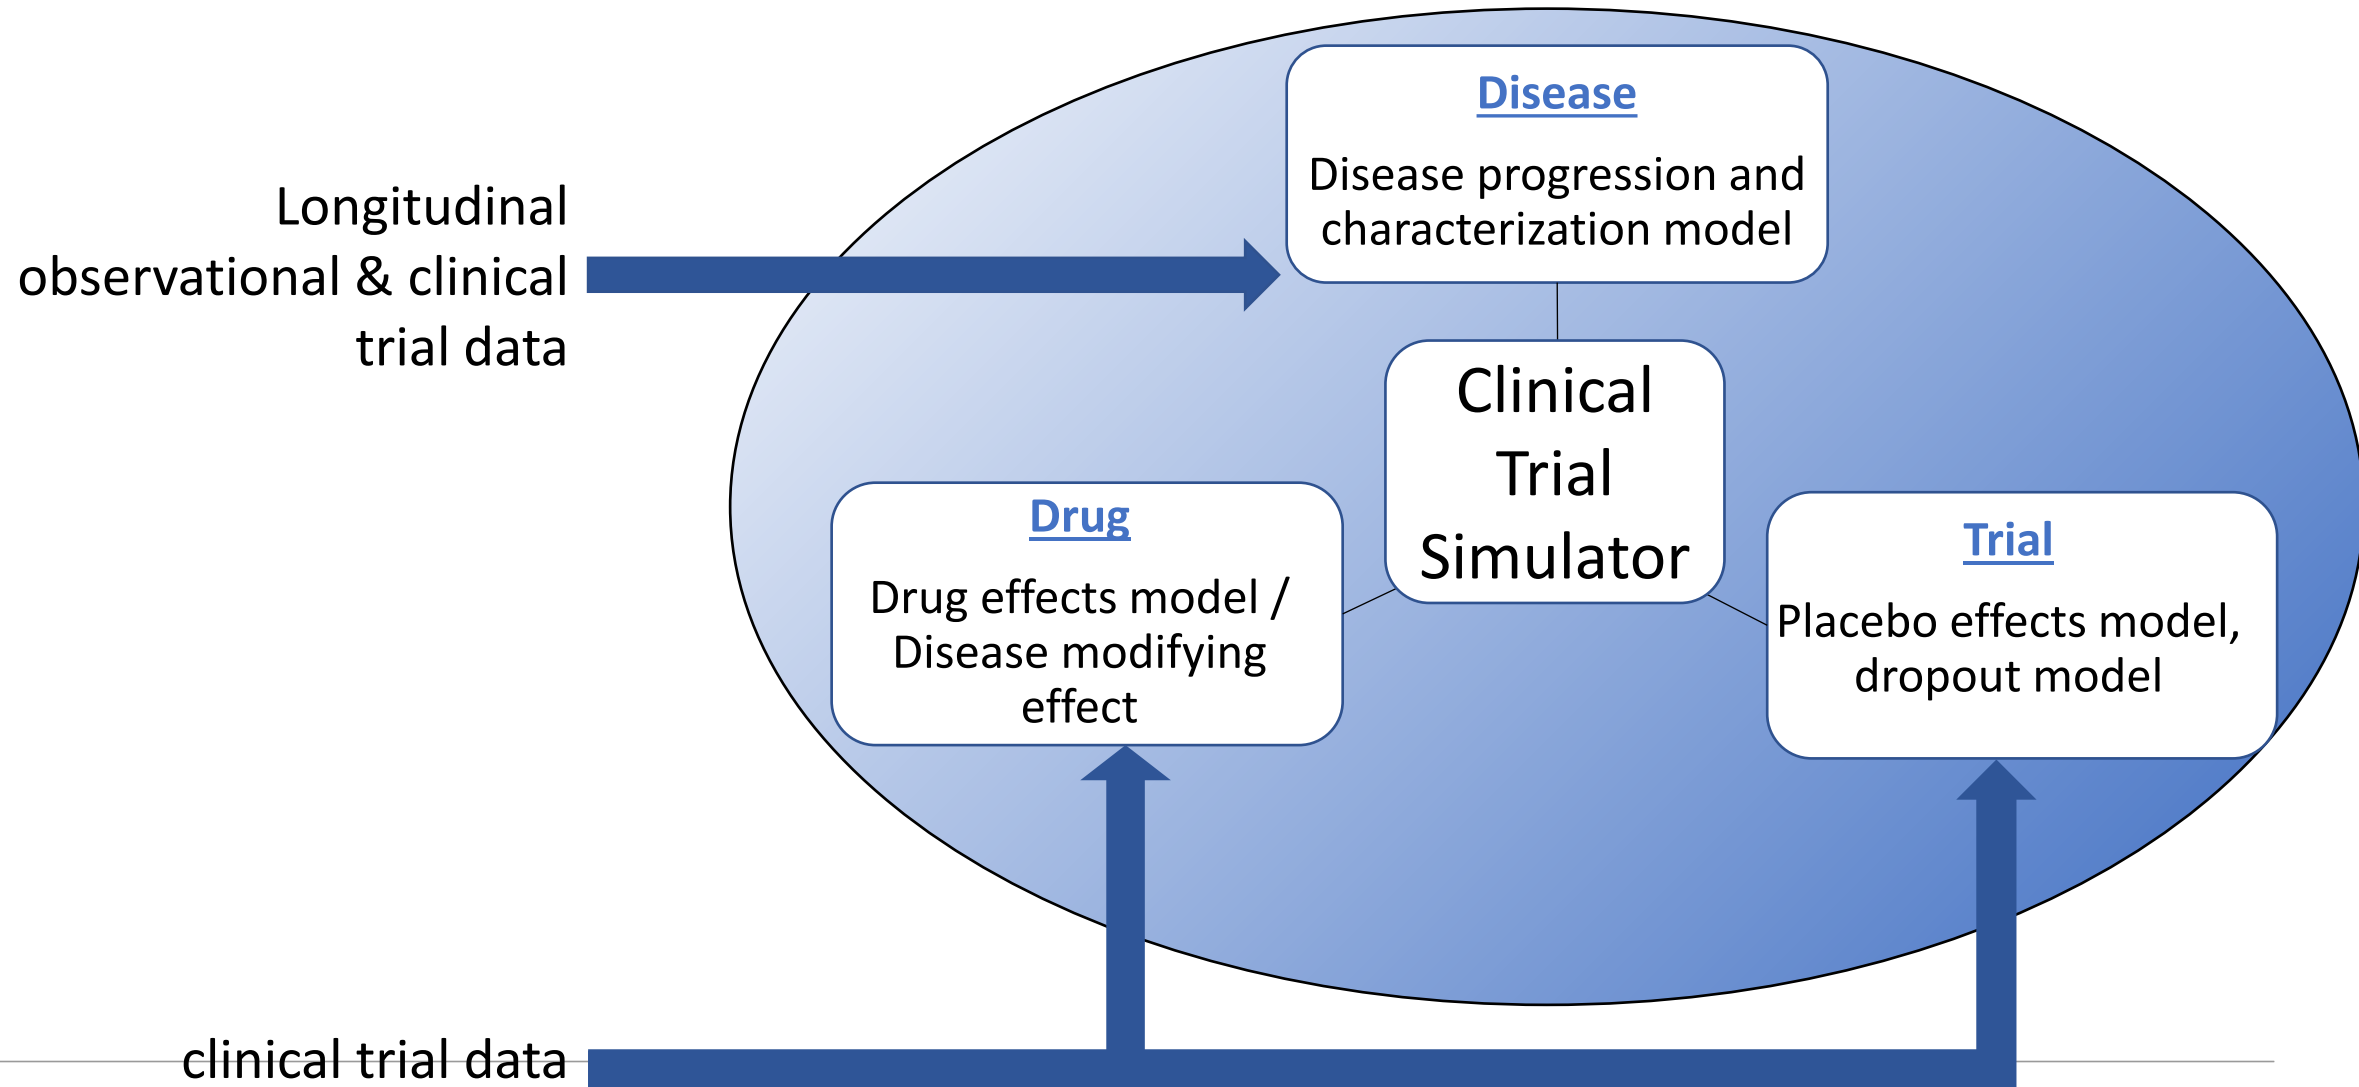 Disease
Disease progression and
characterization model
Longitudinal
observational & clinical
trial data
Clinical
Trial
Simulator
Drug
Drug effects model /
Disease modifying
effect
Trial
Placebo effects model,
dropout model
clinical trial data